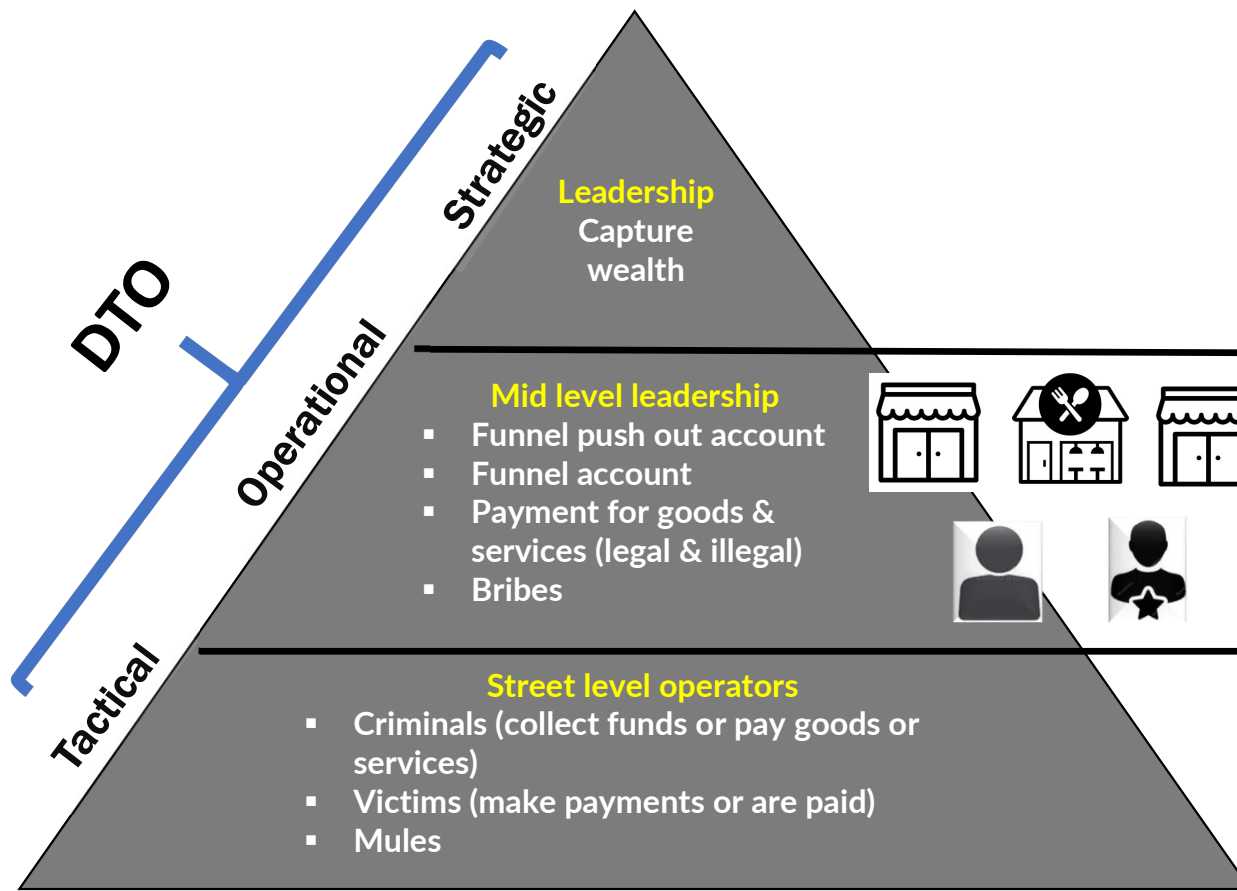 DTO
Strategic
Operational
Tactical
Leadership
Capture
wealth
Mid level leadership
▪ Funnel push out account
▪ Funnel account
▪ Payment for goods &
services (legal & illegal)
▪ Bribes
Street level operators
▪ Criminals (collect funds or pay goods or
services)
▪ Victims (make payments or are paid)
▪ Mules